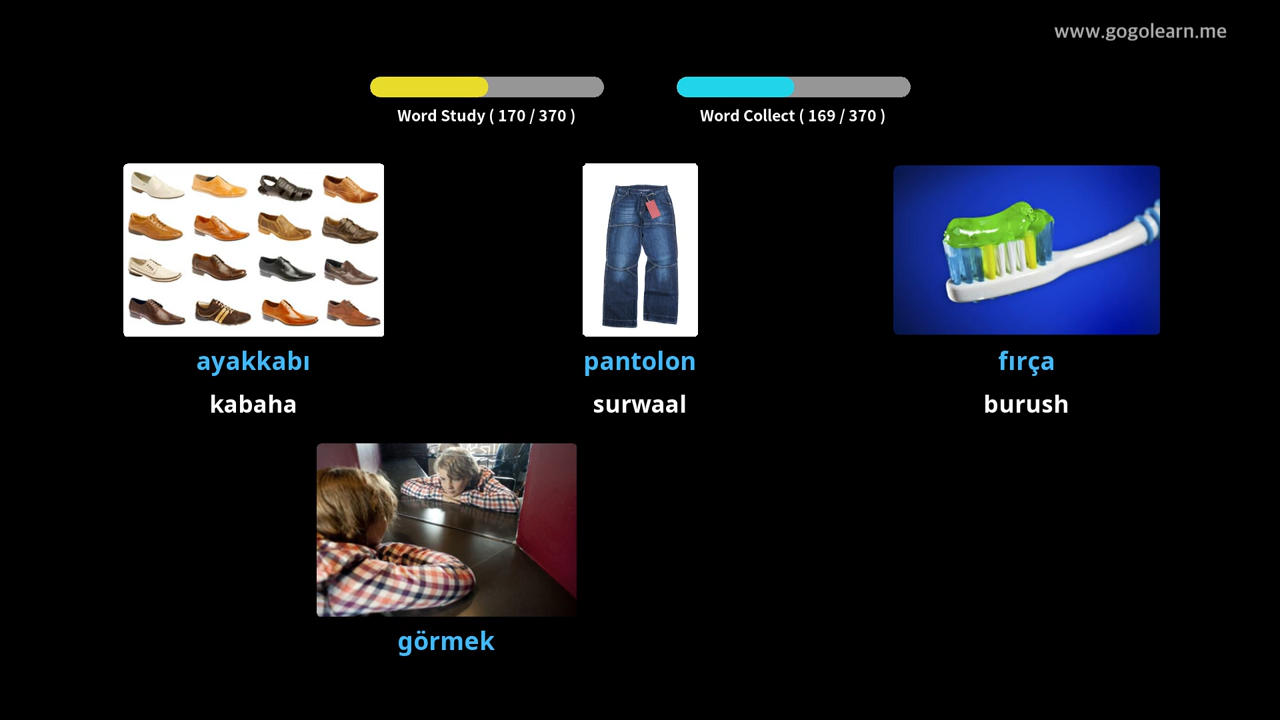 www.gogolearn.me
Word Study ( 170 / 370 )
Word Collect ( 169 / 370 )
ayakkabı
pantolon
fırça
kabaha
surwaal
burush
görmek